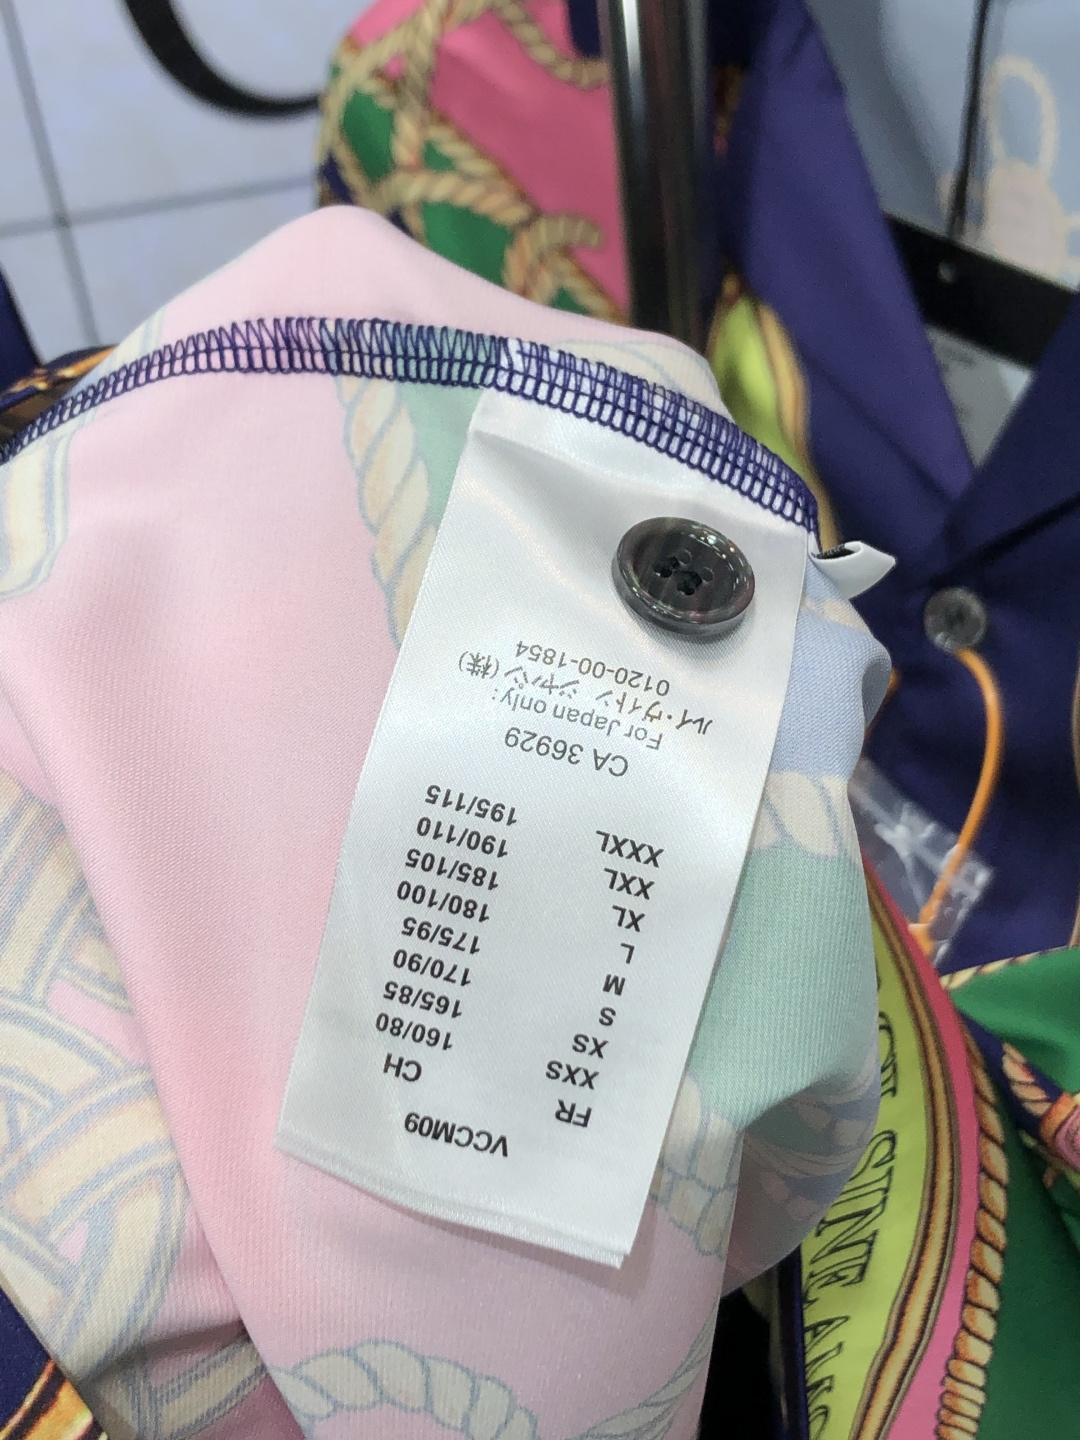 VCCM09
FR CH
XXS 160/80
XS 165/85
S 170/90
M 175/95
L 180/100
XL 185/105
XXL 190/110
XXXL 195/115
CA 36929
For Japan only:
ルイ・ヴィトン ジャパン(株)
0120-00-1854
STINE AM